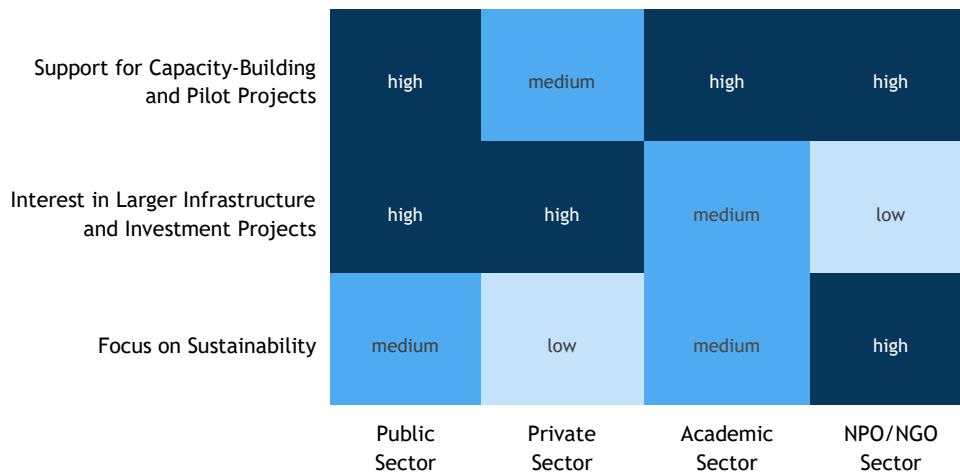 Support for Capacity-Building
and Pilot Projects
high
medium
high
high
Interest in Larger Infrastructure
and Investment Projects
high
high
medium
low
Focus on Sustainability
medium
low
medium
high
Public
Sector
Private
Sector
Academic
Sector
NPO/NGO
Sector